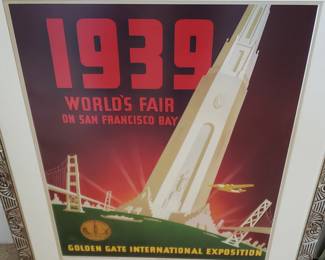 1939
WORLD'S FAIR
ON SAN FRANCISCO BAY
GOLDEN GATE INTERNATIONAL EXPOSITION